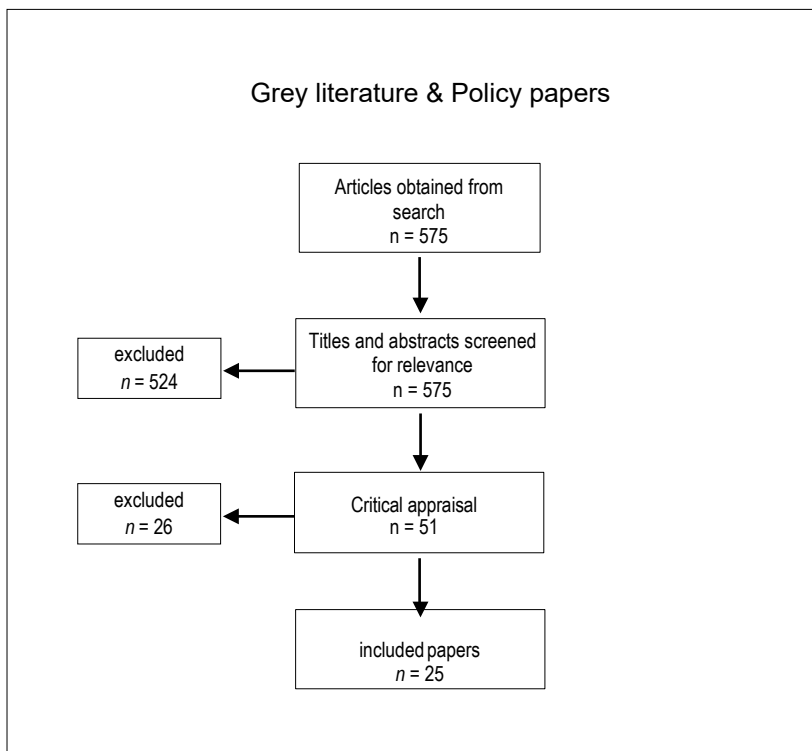 Grey literature & Policy papers
Articles obtained from
search
n = 575
Titles and abstracts screened
for relevance
n = 575
excluded
n = 524
Critical appraisal
n = 51
excluded
n = 26
included papers
n = 25